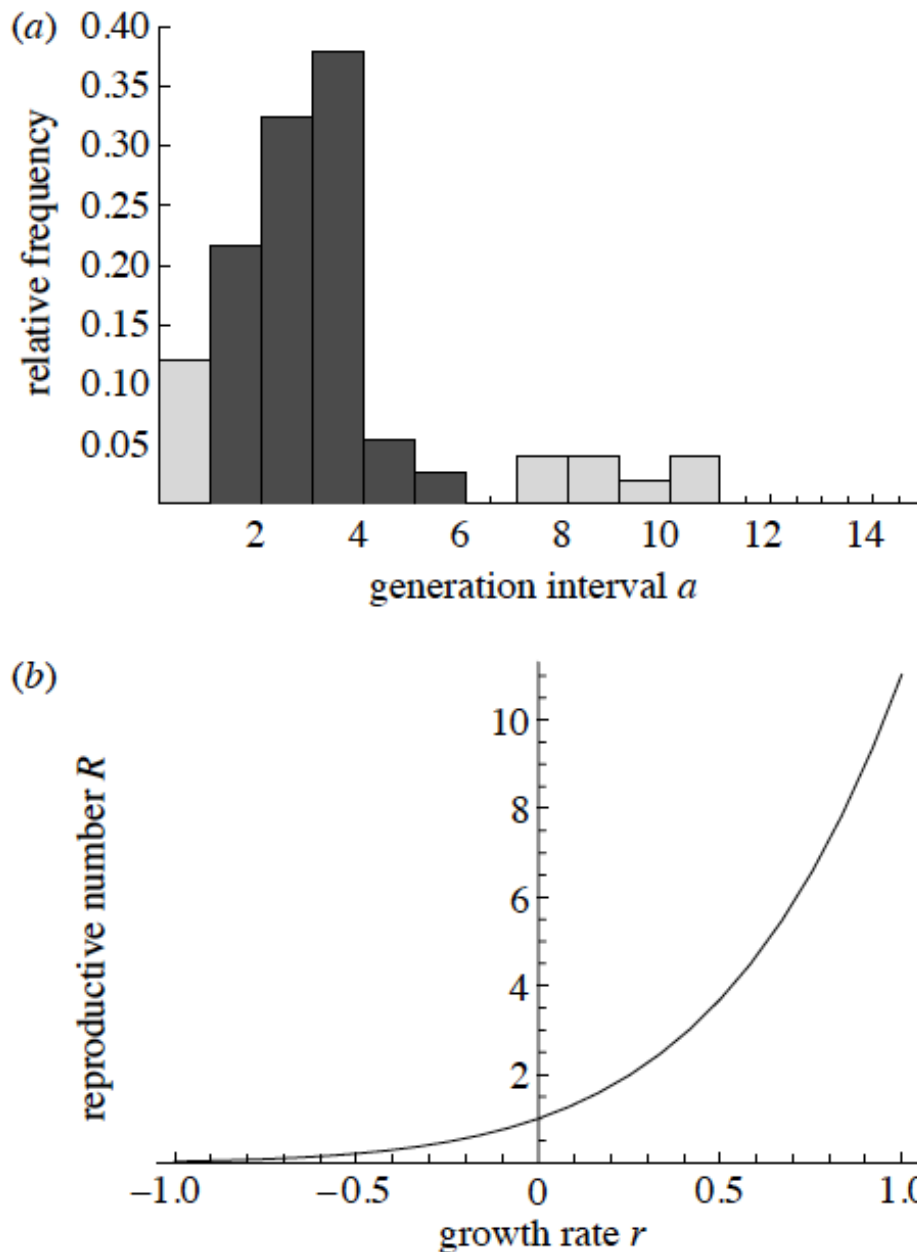 (a)
0.40
0.35
0.30
0.25
0.20
0.15
0.10
0.05
relative frequency
2 4 6 8 10 12 14
generation interval a
(b)
10
8
6
4
2
reproductive number R
−1.0 −0.5 0 0.5 1.0
growth rate r